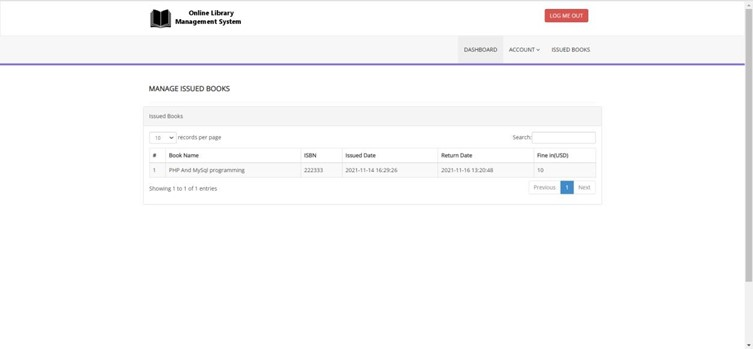 Online Library
Management System
LOG ME OUT
DASHBOARD ACCOUNT ISSUED BOOKS
MANAGE ISSUED BOOKS
Issued Books
10 records per page Search:
# Book Name ISBN Issued Date Return Date Fine in(USD)
1 PHP And MySql programming 222333 2021-11-14 16:29:26 2021-11-16 13:20:48 10
Showing 1 to 1 of 1 entries Previous 1 Next